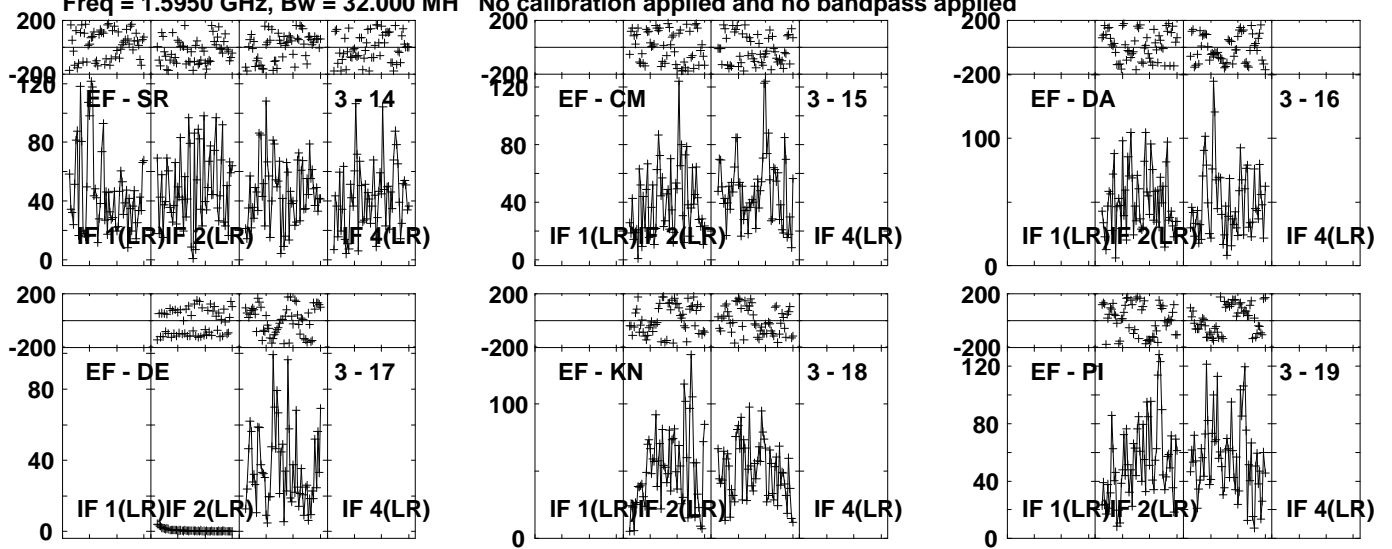 Freq = 1.5950 GHz, Bw = 32.000 MH No calibration applied and no bandpass applied
200 200 200
-200 -200 -200
120 120
EF - SR 3 - 14 EF - CM 3 - 15 EF - DA 3 - 16
80 80 100
40 40
IF 1(LR) IF 2(LR) IF 4(LR) IF 1(LR) IF 2(LR) IF 4(LR) IF 1(LR) IF 2(LR) IF 4(LR)
0 0 0
200 200 200
-200 -200 -200
EF - DE 3 - 17 EF - KN 3 - 18 EF - PI 3 - 19
120
80 100 80
40 40
IF 1(LR) IF 2(LR) IF 4(LR) IF 1(LR) IF 2(LR) IF 4(LR) IF 1(LR) IF 2(LR) IF 4(LR)
0 0 0